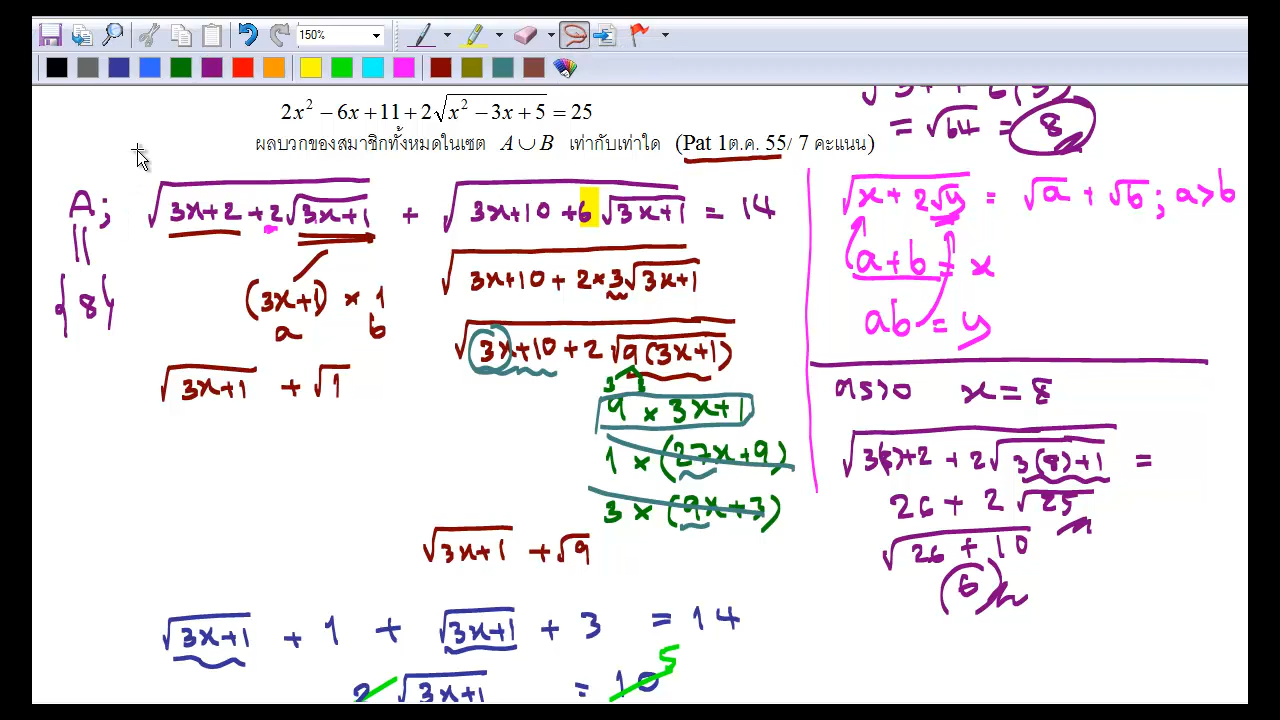 150%
2x² − 6x + 11 + 2√(x² − 3x + 5) = 25
ผลบวกของสมาชิกทั้งหมดในเซต A ∪ B เท่ากับเท่าใด (Pat 1ต.ค. 55/ 7 คะแนน)
= √64 = 8
A; √(3x+2 + 2√(3x+1)) + √(3x+10 + 6√(3x+1)) = 14
{8}
(3x+1) × 1
a b
√(3x+1) + √1
√(3x+10 + 2×3√(3x+1))
√(3x+10 + 2√(9(3x+1)))
3 3
9 × 3x+1
1 × (27x+9)
3 × (9x+3)
√(3x+1) + √9
√(3x+1) + 1 + √(3x+1) + 3 = 14
2√(3x+1) = 10 5
√(x + 2√y) = √a + √b ; a>b
a+b = x
ab = y
x = 8
√(3(8)+2 + 2√(3(8)+1)) =
26 + 2√25
√(26 + 10)
6